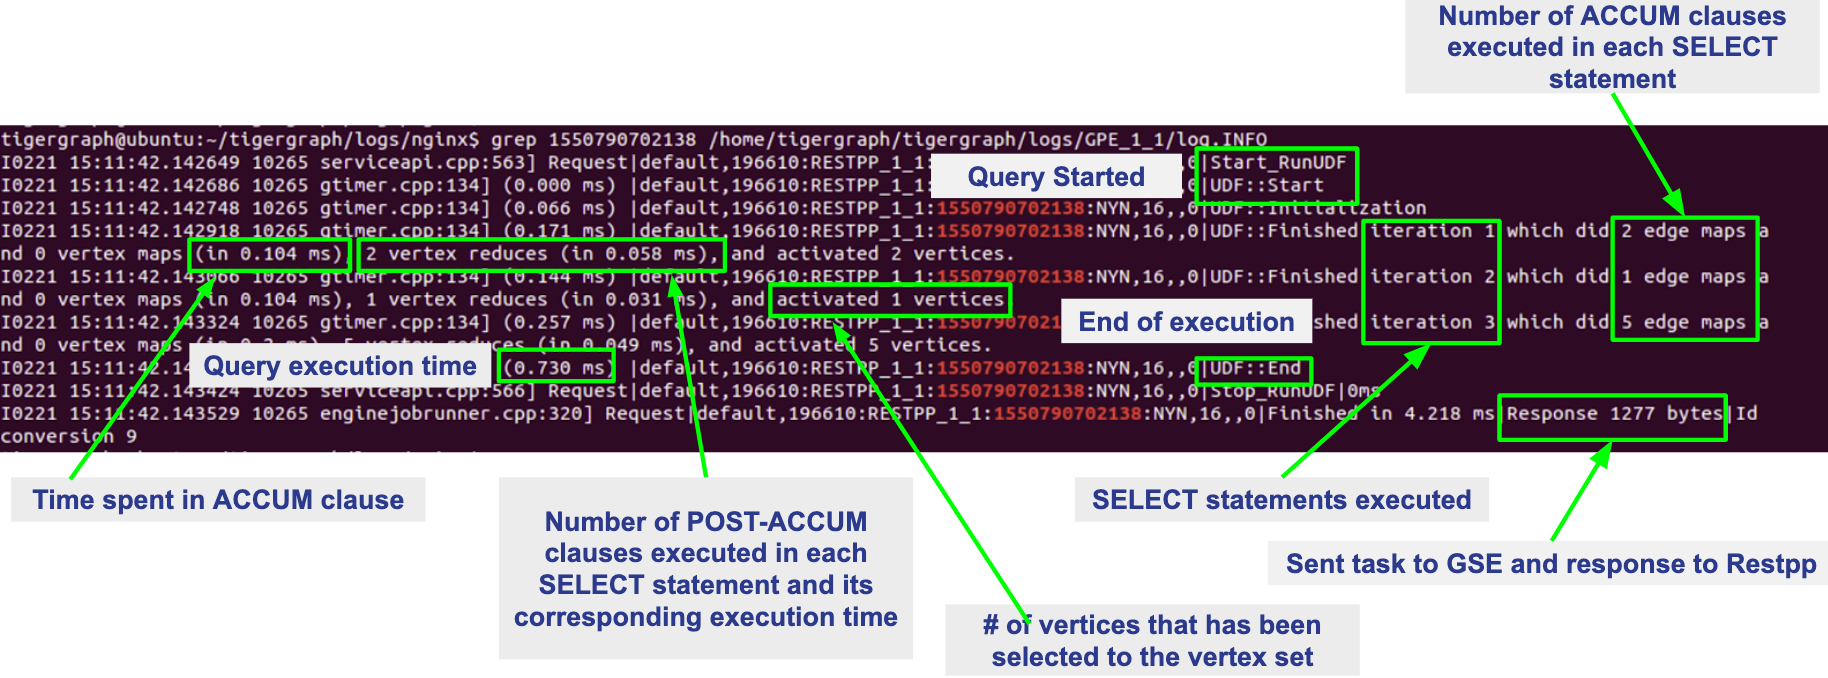 Number of ACCUM clauses
executed in each SELECT
statement
tigergraph@ubuntu:~/tigergraph/logs/nginx$ grep 1550790702138 /home/tigergraph/tigergraph/logs/GPE_1_1/log.INFO
I0221 15:11:42.142649 10265 serviceapi.cpp:563] Request|default,196610:RESTPP_1_1: ,0|Start_RunUDF
Query Started
I0221 15:11:42.142686 10265 gtimer.cpp:134] (0.000 ms) |default,196610:RESTPP_1_1: ,0|UDF::Start
I0221 15:11:42.142748 10265 gtimer.cpp:134] (0.066 ms) |default,196610:RESTPP_1_1:1550790702138:NYN,16,,0|UDF::Initialization
I0221 15:11:42.142918 10265 gtimer.cpp:134] (0.171 ms) |default,196610:RESTPP_1_1:1550790702138:NYN,16,,0|UDF::Finished iteration 1 which did 2 edge maps a
nd 0 vertex maps (in 0.104 ms), 2 vertex reduces (in 0.058 ms), and activated 2 vertices.
I0221 15:11:42.143066 10265 gtimer.cpp:134] (0.144 ms) |default,196610:RESTPP_1_1:1550790702138:NYN,16,,0|UDF::Finished iteration 2 which did 1 edge maps a
nd 0 vertex maps (in 0.104 ms), 1 vertex reduces (in 0.031 ms), and activated 1 vertices
I0221 15:11:42.143324 10265 gtimer.cpp:134] (0.257 ms) |default,196610:RESTPP_1_1:15507907021 shed iteration 3 which did 5 edge maps a
End of execution
nd 0 vertex maps (in ms), 5 vertex reduces (in 0.049 ms), and activated 5 vertices.
Query execution time
I0221 15:11:42.14 (0.730 ms) |default,196610:RESTPP_1_1:1550790702138:NYN,16,,0|UDF::End
I0221 15:11:42.143424 10265 serviceapi.cpp:566] Request|default,196610:RESTPP_1_1:1550790702138:NYN,16,,0|Stop_RunUDF|0ms
I0221 15:11:42.143529 10265 enginejobrunner.cpp:320] Request|default,196610:RESTPP_1_1:1550790702138:NYN,16,,0|Finished in 4.218 ms|Response 1277 bytes|Id
conversion 9
Time spent in ACCUM clause
Number of POST-ACCUM
clauses executed in each
SELECT statement and its
corresponding execution time
SELECT statements executed
Sent task to GSE and response to Restpp
# of vertices that has been
selected to the vertex set